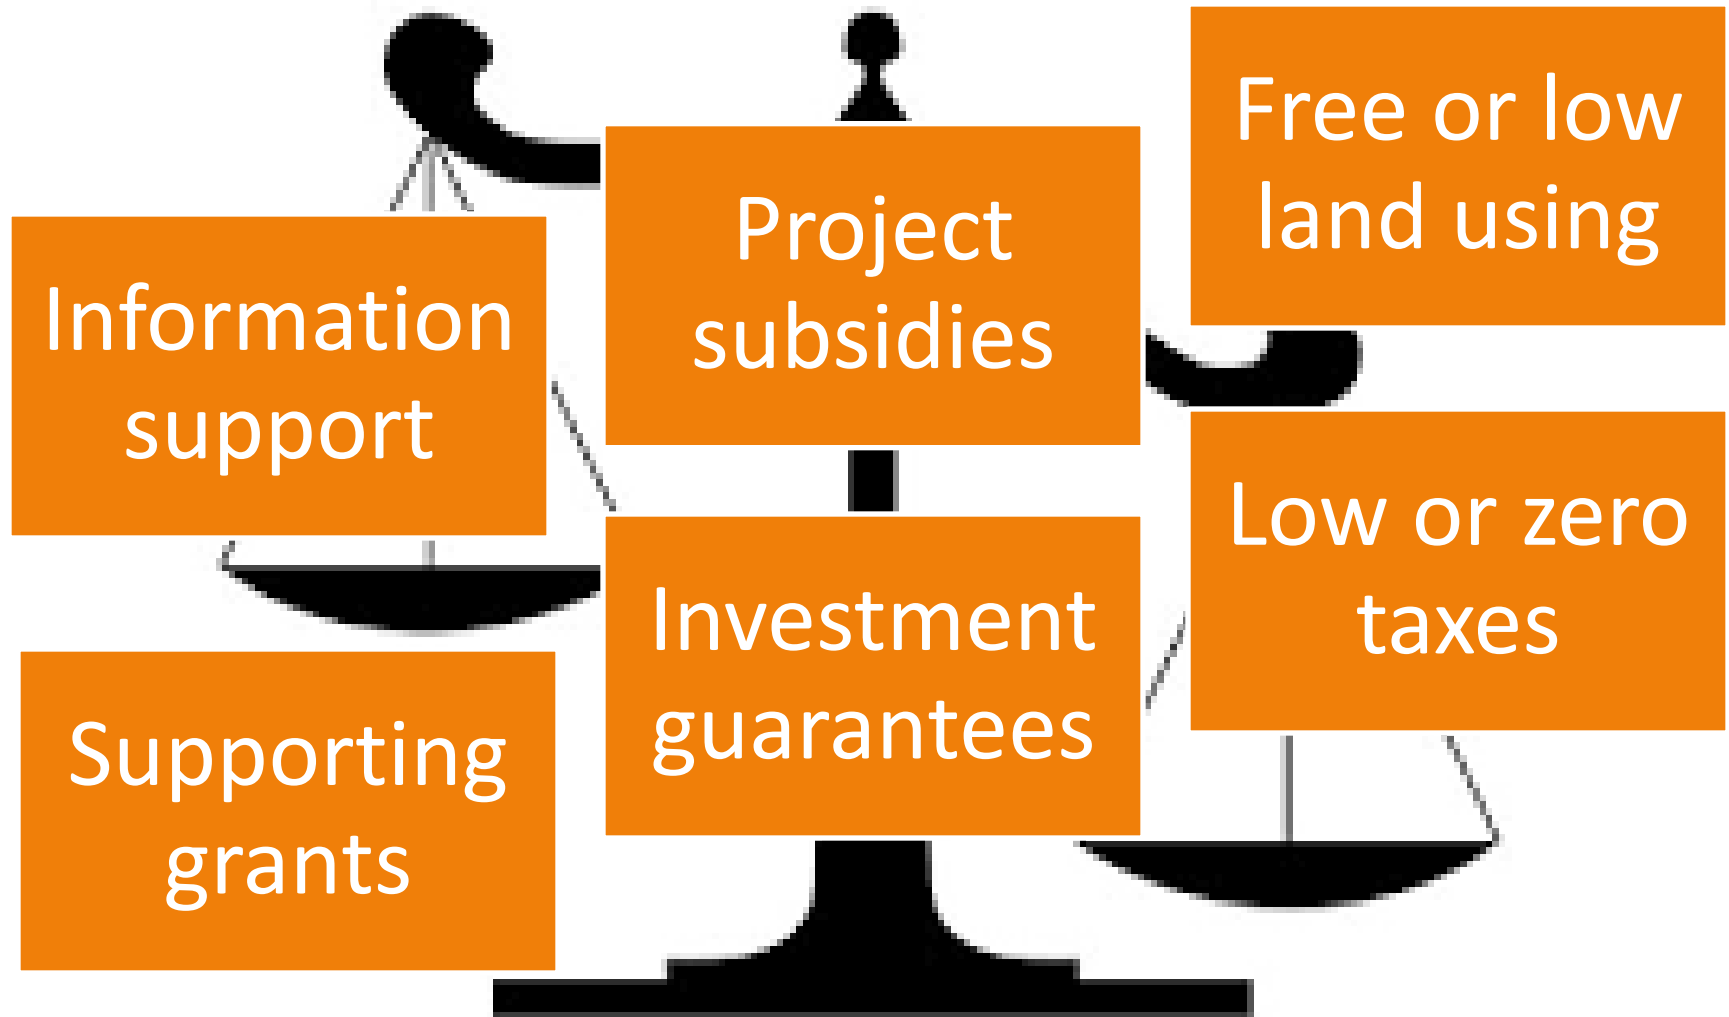 Information
support
Supporting
grants
Project
subsidies
Investment
guarantees
Free or low
land using
Low or zero
taxes